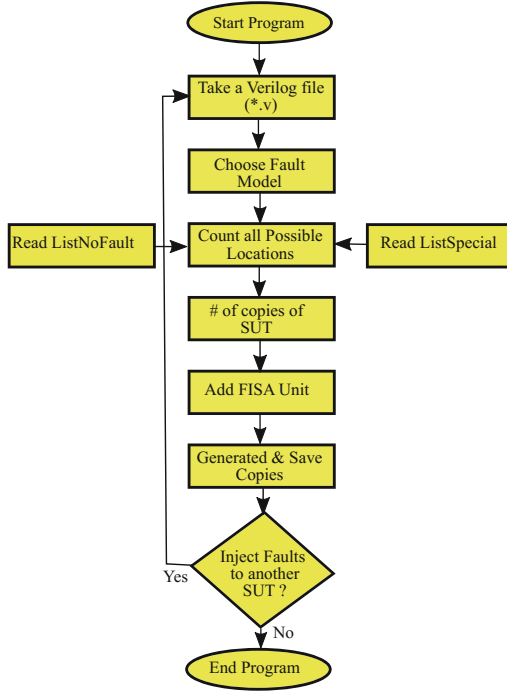 Start Program
Take a Verilog file
(*.v)
Choose Fault
Model
Read ListNoFault
Count all Possible
Locations
Read ListSpecial
# of copies of
SUT
Add FISA Unit
Generated & Save
Copies
Inject Faults
to another
SUT ?
Yes
No
End Program